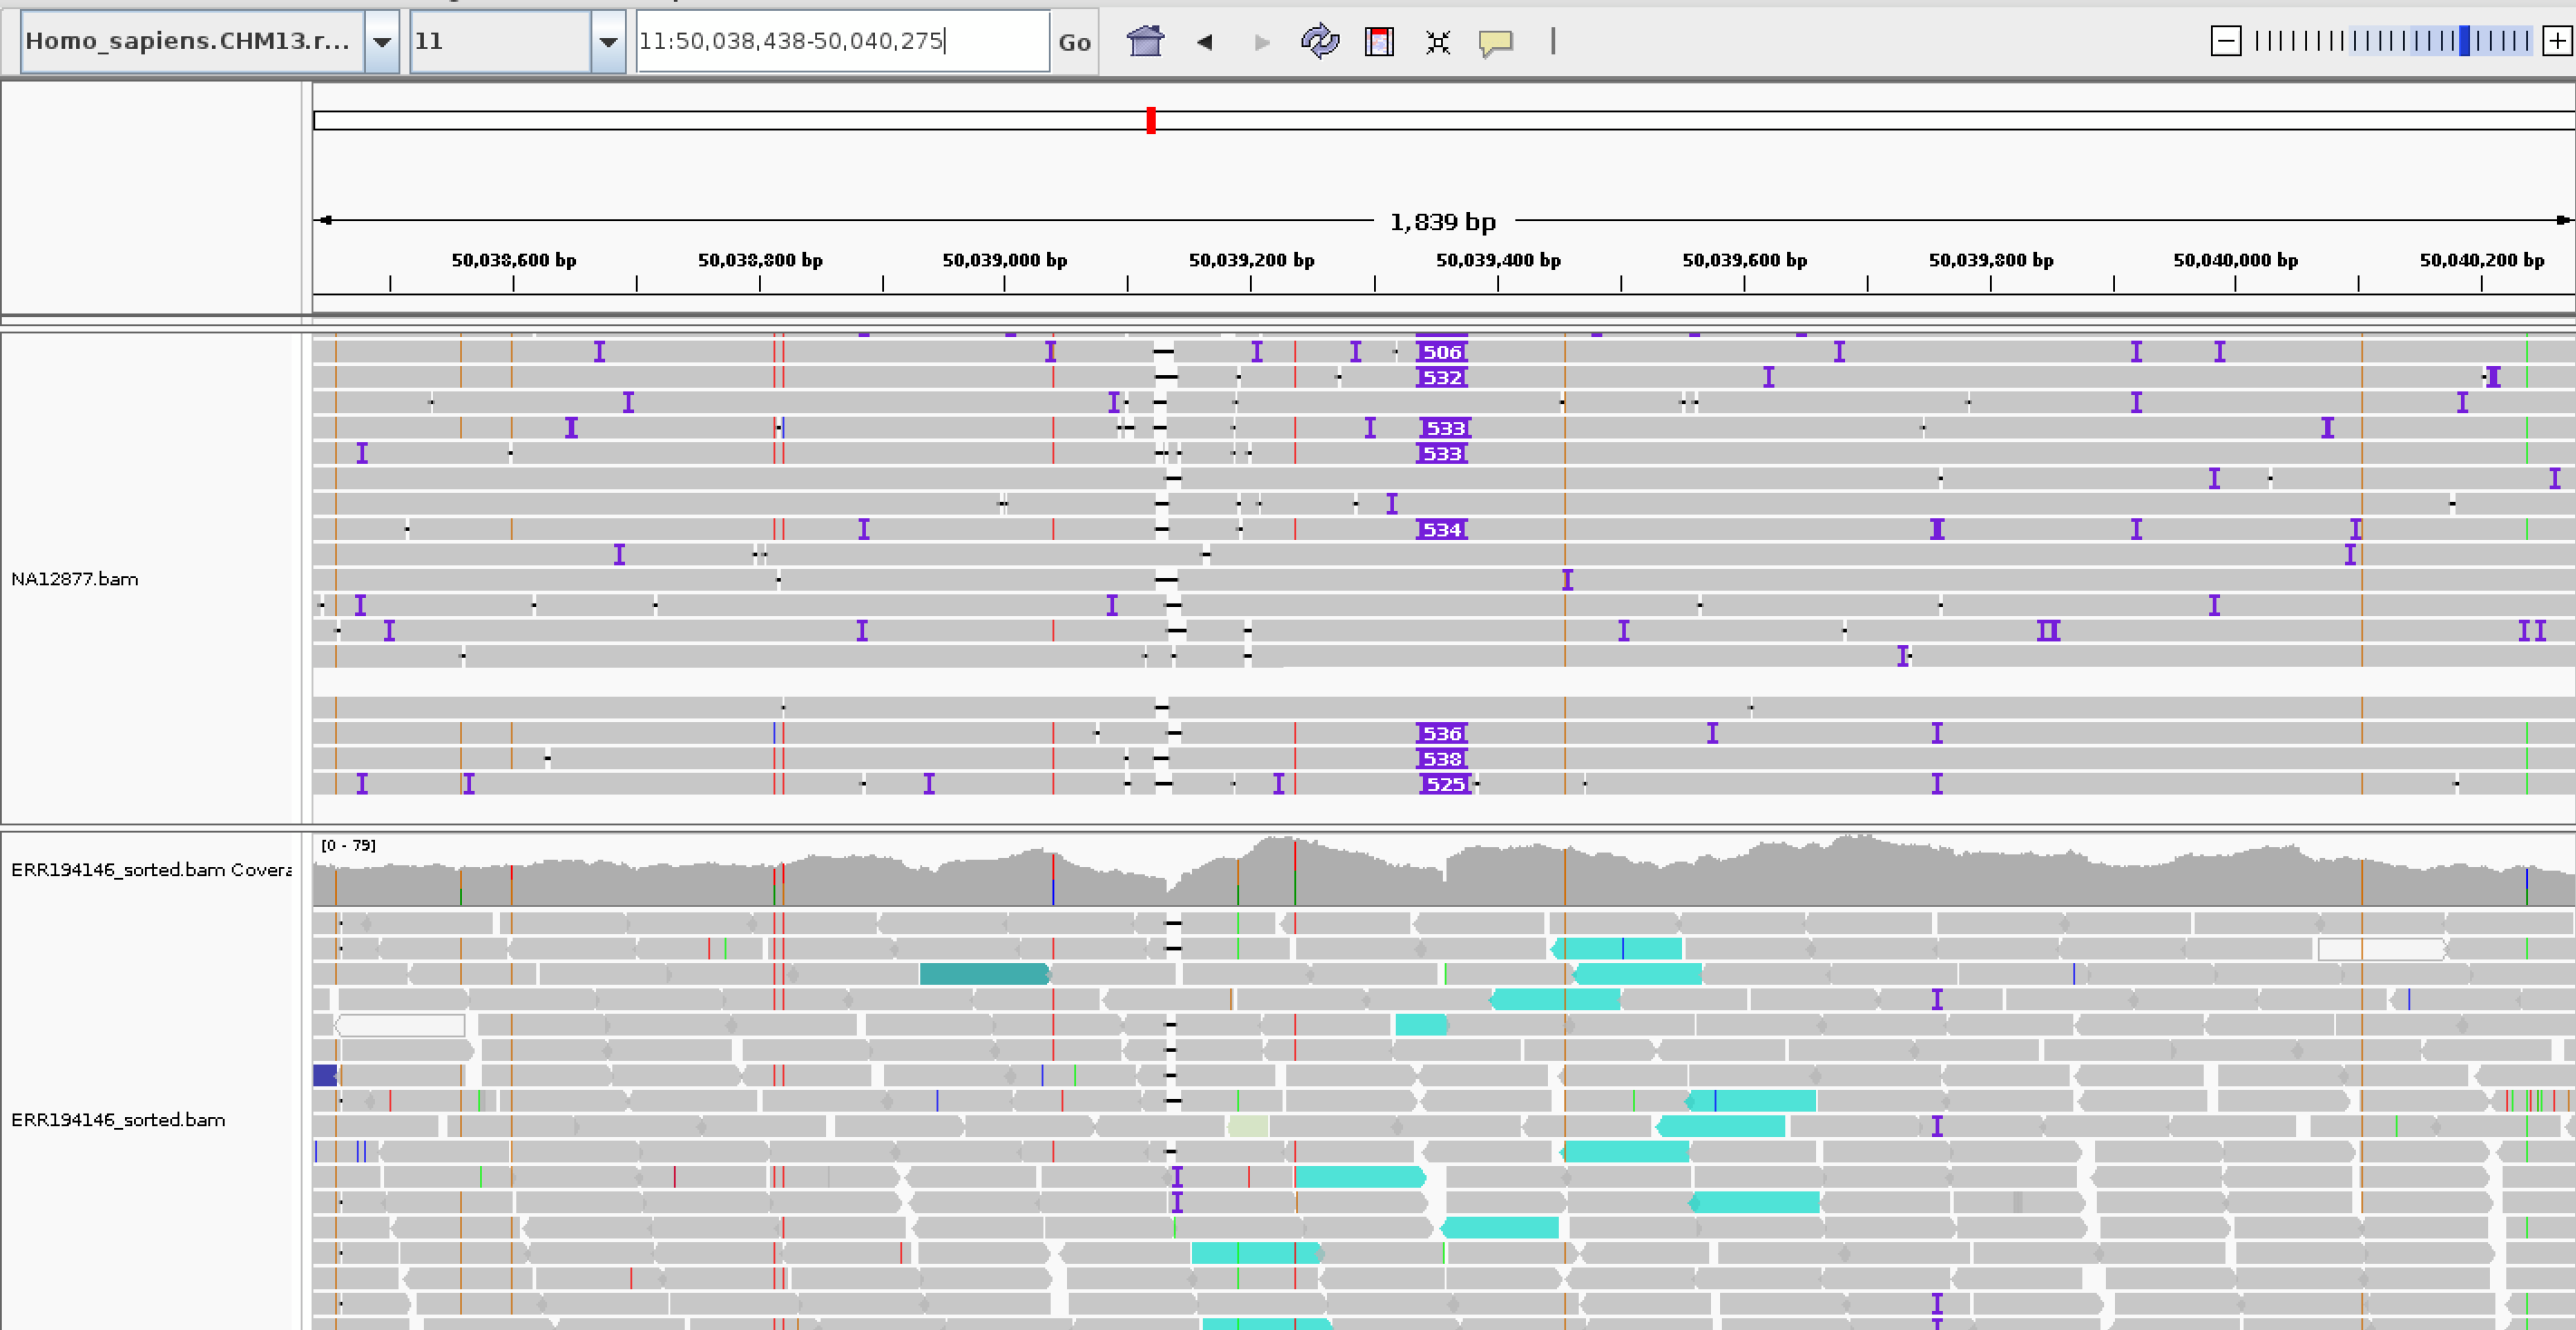 Homo_sapiens.CHM13.r... 11 11:50,038,438-50,040,275 Go
1,839 bp
50,038,600 bp 50,038,800 bp 50,039,000 bp 50,039,200 bp 50,039,400 bp 50,039,600 bp 50,039,800 bp 50,040,000 bp 50,040,200 bp
506
532
533
533
534
NA12877.bam
536
538
525
[0 - 79]
ERR194146_sorted.bam Covera
ERR194146_sorted.bam